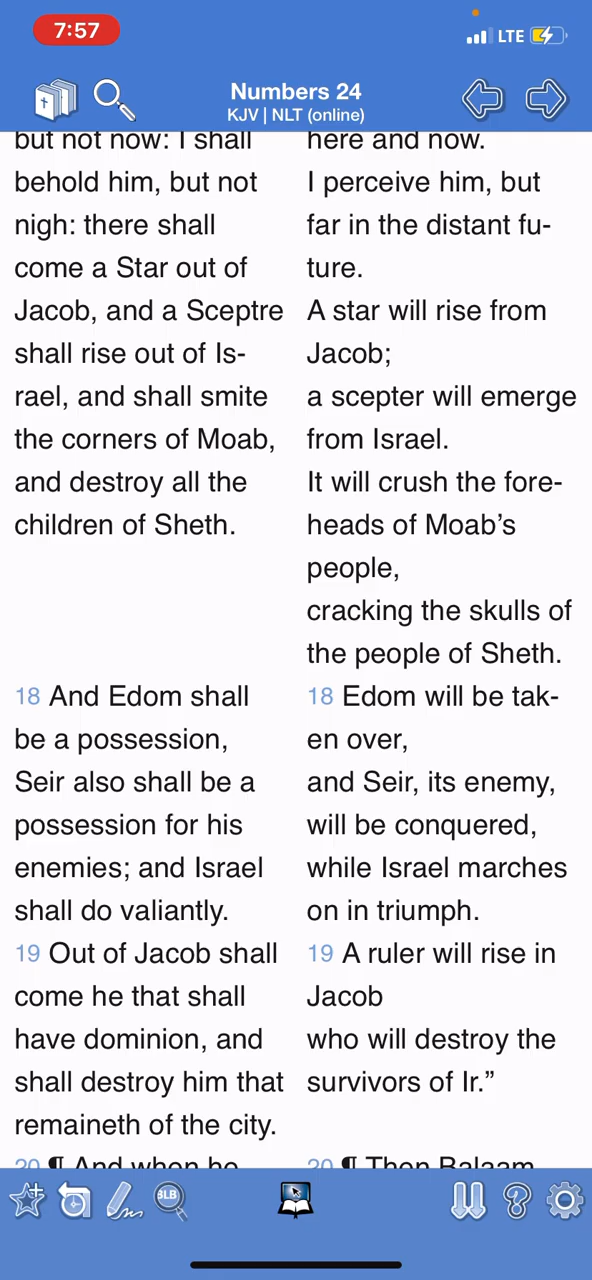 7:57
LTE
Numbers 24
KJV | NLT (online)
but not now: I shall
behold him, but not
nigh: there shall
come a Star out of
Jacob, and a Sceptre
shall rise out of Is-
rael, and shall smite
the corners of Moab,
and destroy all the
children of Sheth.
18 And Edom shall
be a possession,
Seir also shall be a
possession for his
enemies; and Israel
shall do valiantly.
19 Out of Jacob shall
come he that shall
have dominion, and
shall destroy him that
remaineth of the city.
20 ¶ And when he
here and now.
I perceive him, but
far in the distant fu-
ture.
A star will rise from
Jacob;
a scepter will emerge
from Israel.
It will crush the fore-
heads of Moab’s
people,
cracking the skulls of
the people of Sheth.
18 Edom will be tak-
en over,
and Seir, its enemy,
will be conquered,
while Israel marches
on in triumph.
19 A ruler will rise in
Jacob
who will destroy the
survivors of Ir.”
20 ¶ Then Balaam
BLB